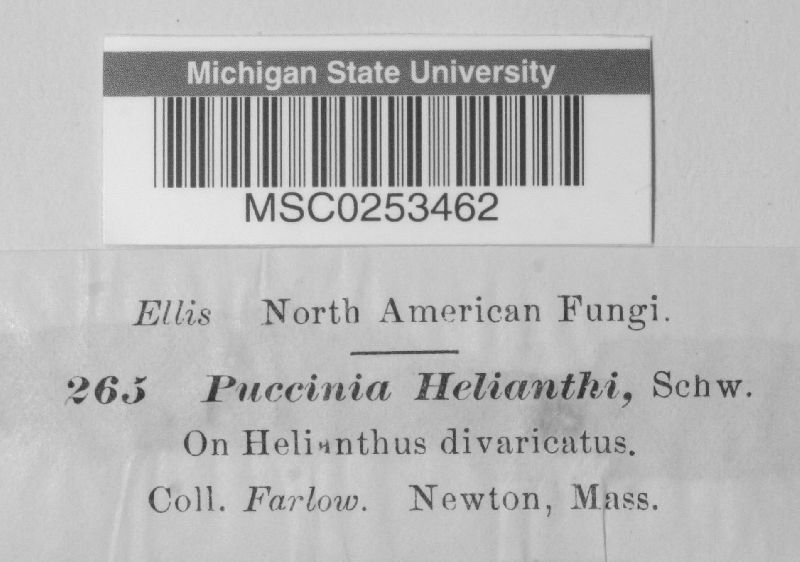 Michigan State University
MSC0253462
Ellis North American Fungi.
265 Puccinia Helianthi, Schw.
On Helianthus divaricatus.
Coll. Farlow. Newton, Mass.